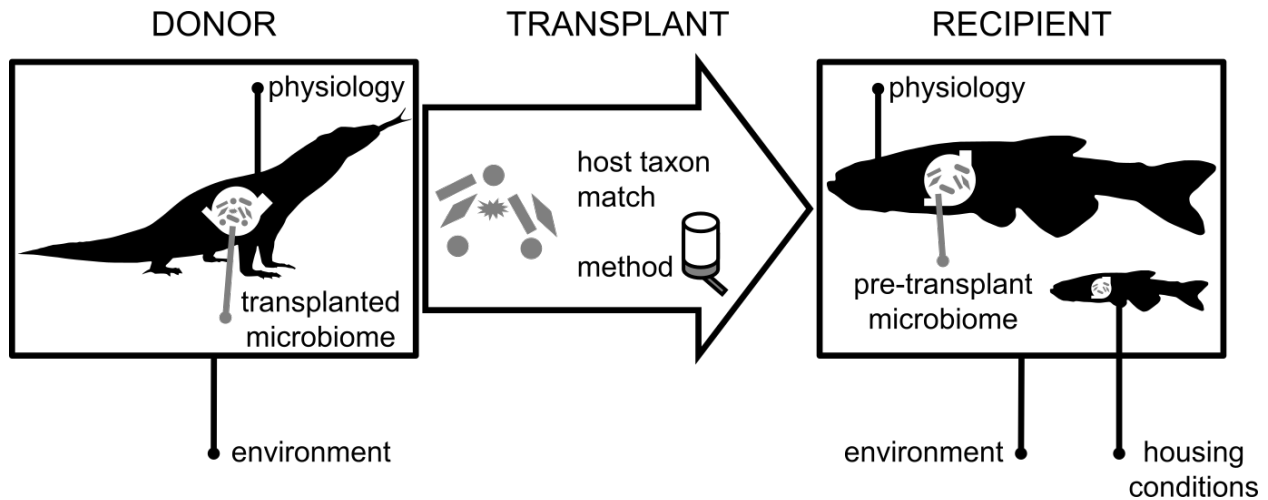 DONOR
TRANSPLANT
RECIPIENT
physiology
transplanted
microbiome
environment
host taxon
match
method
physiology
pre-transplant
microbiome
environment
housing
conditions